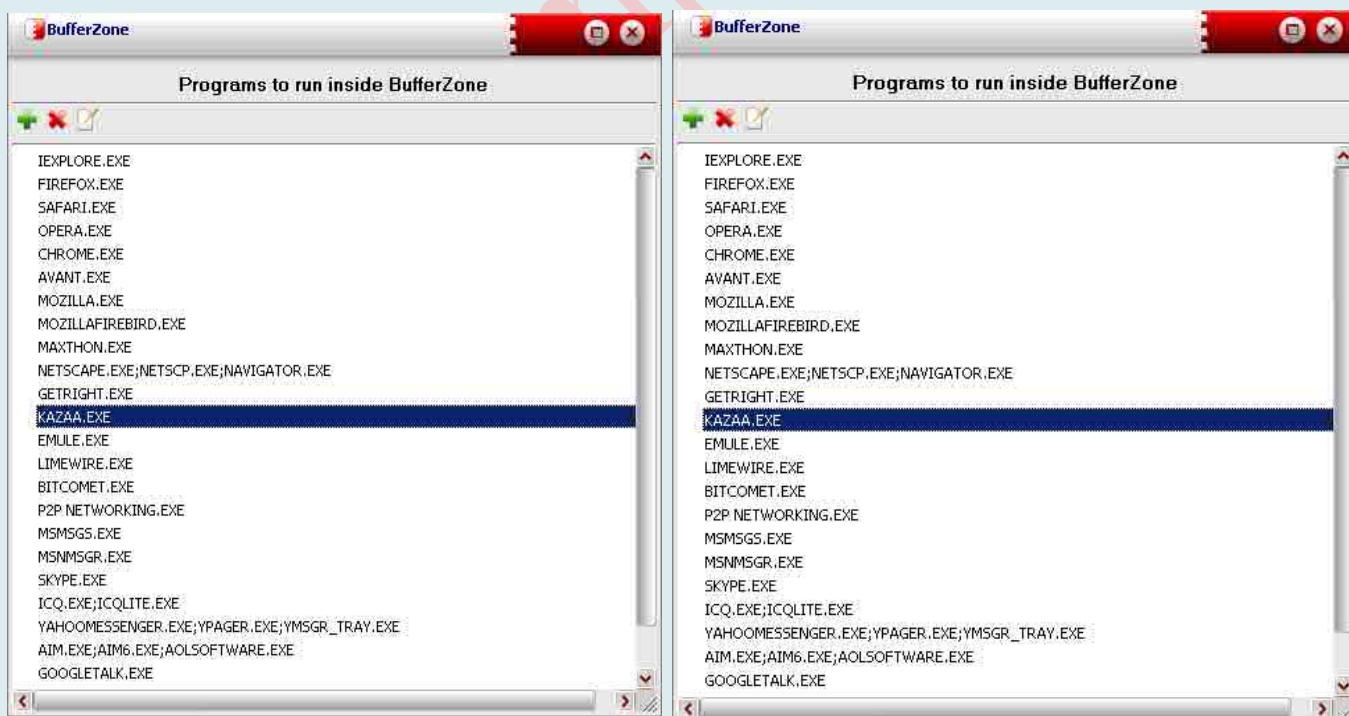 BufferZone
Programs to run inside BufferZone
IEXPLORE.EXE
FIREFOX.EXE
SAFARI.EXE
OPERA.EXE
CHROME.EXE
AVANT.EXE
MOZILLA.EXE
MOZILLAFIREBIRD.EXE
MAXTHON.EXE
NETSCAPE.EXE;NETSCP.EXE;NAVIGATOR.EXE
GETRIGHT.EXE
KAZAA.EXE
EMULE.EXE
LIMEWIRE.EXE
BITCOMET.EXE
P2P NETWORKING.EXE
MSMSGS.EXE
MSNMSGR.EXE
SKYPE.EXE
ICQ.EXE;ICQLITE.EXE
YAHOOMESSENGER.EXE;YPAGER.EXE;YMSGR_TRAY.EXE
AIM.EXE;AIM6.EXE;AOLSOFTWARE.EXE
GOOGLETALK.EXE
BufferZone
Programs to run inside BufferZone
IEXPLORE.EXE
FIREFOX.EXE
SAFARI.EXE
OPERA.EXE
CHROME.EXE
AVANT.EXE
MOZILLA.EXE
MOZILLAFIREBIRD.EXE
MAXTHON.EXE
NETSCAPE.EXE;NETSCP.EXE;NAVIGATOR.EXE
GETRIGHT.EXE
KAZAA.EXE
EMULE.EXE
LIMEWIRE.EXE
BITCOMET.EXE
P2P NETWORKING.EXE
MSMSGS.EXE
MSNMSGR.EXE
SKYPE.EXE
ICQ.EXE;ICQLITE.EXE
YAHOOMESSENGER.EXE;YPAGER.EXE;YMSGR_TRAY.EXE
AIM.EXE;AIM6.EXE;AOLSOFTWARE.EXE
GOOGLETALK.EXE